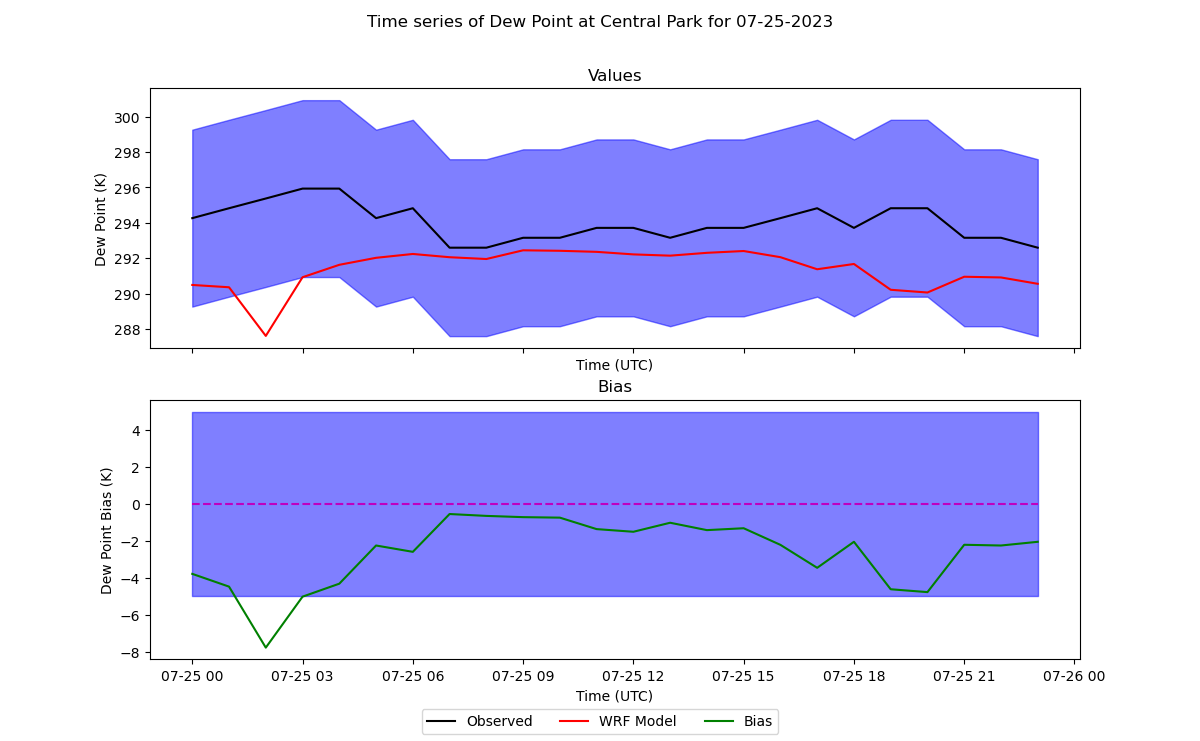 Time series of Dew Point at Central Park for 07-25-2023
Values
300
298
296
294
292
290
288
Dew Point (K)
Time (UTC)
Bias
4
2
0
−2
−4
−6
−8
Dew Point Bias (K)
07-25 00 07-25 03 07-25 06 07-25 09 07-25 12 07-25 15 07-25 18 07-25 21 07-26 00
Time (UTC)
Observed WRF Model Bias